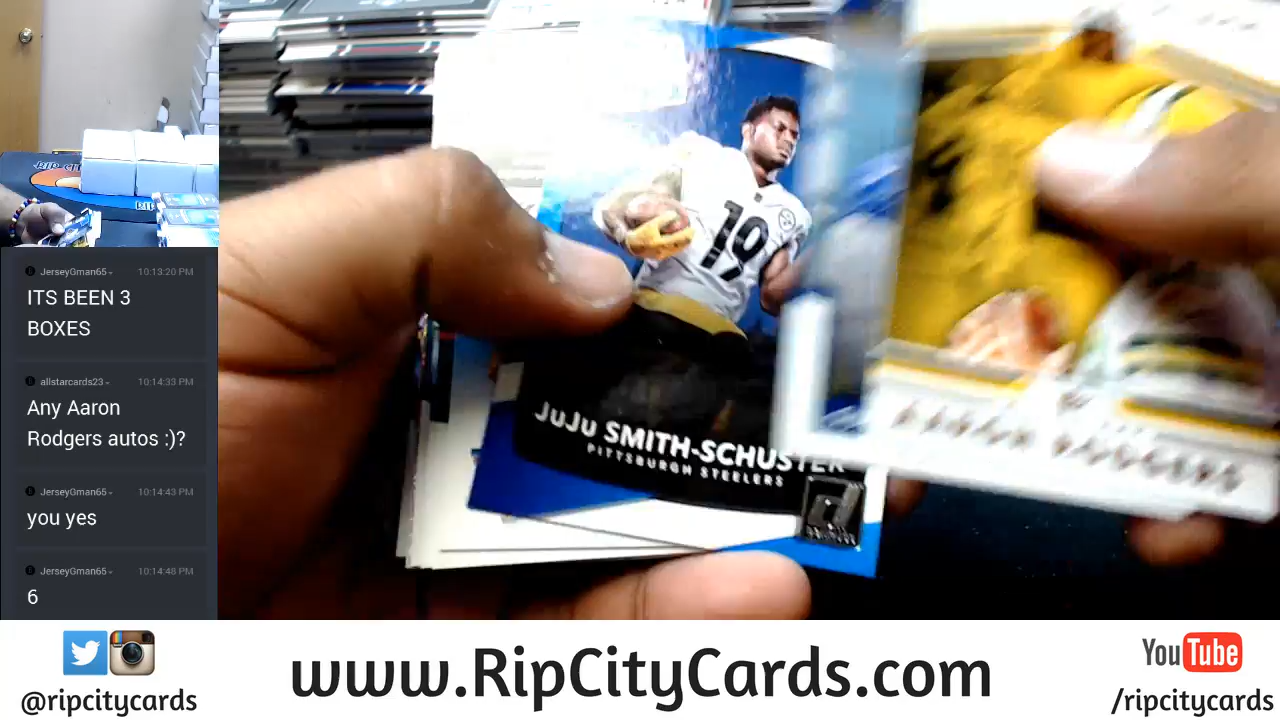 JerseyGman65
10:13:20 PM
ITS BEEN 3
BOXES
allstarcards23
10:14:33 PM
Any Aaron
Rodgers autos :)?
JerseyGman65
10:14:43 PM
you yes
JerseyGman65
10:14:48 PM
6
19
JuJu SMITH-SCHUSTER
PITTSBURGH STEELERS
AARON RODGERS
@ripcitycards
www.RipCityCards.com
YouTube
/ripcitycards